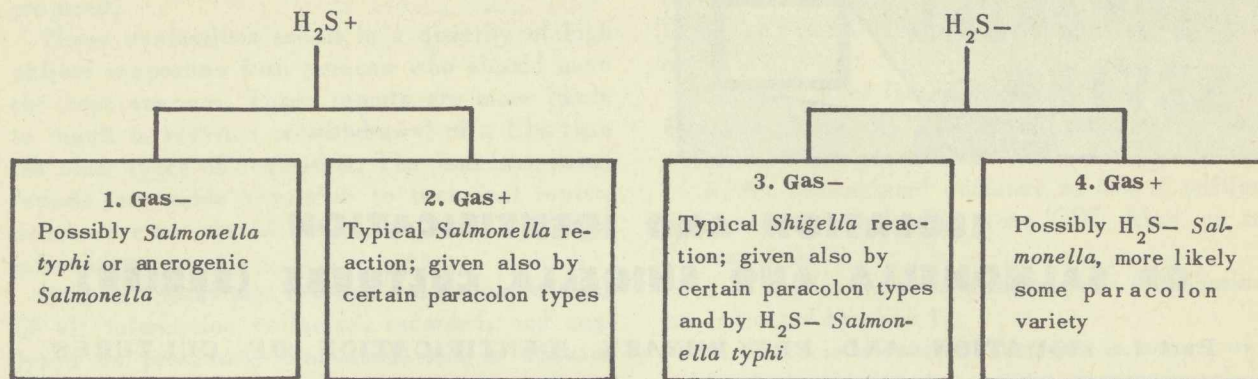 H₂S+
H₂S−
1. Gas−
Possibly Salmonella
typhi or anerogenic
Salmonella
2. Gas+
Typical Salmonella re-
action; given also by
certain paracolon types
3. Gas−
Typical Shigella reac-
tion; given also by
certain paracolon types
and by H₂S− Salmon-
ella typhi
4. Gas+
Possibly H₂S− Sal-
monella, more likely
some paracolon
variety